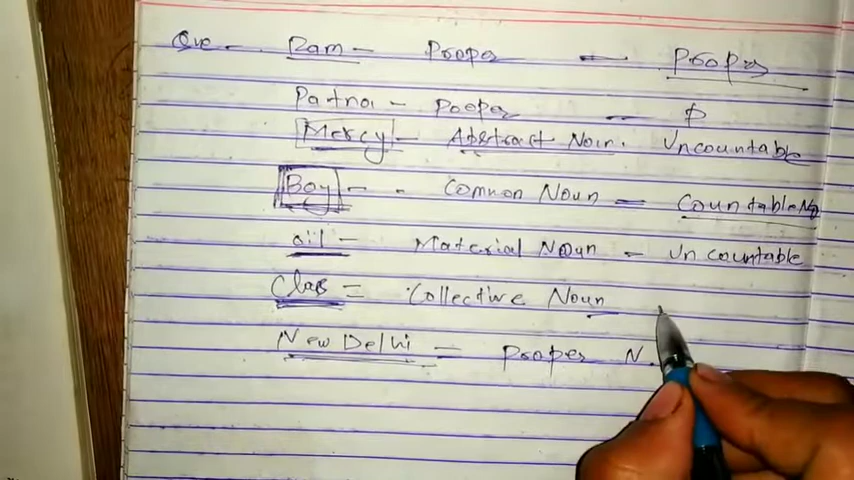 Que - Ram - Proper - Proper
Patna - Proper - P
Mercy - Abstract Noun. Uncountable
Boy - - Common Noun = Countable N
oil - Material Noun - Uncountable
Class = Collective Noun
New Delhi = Proper N.